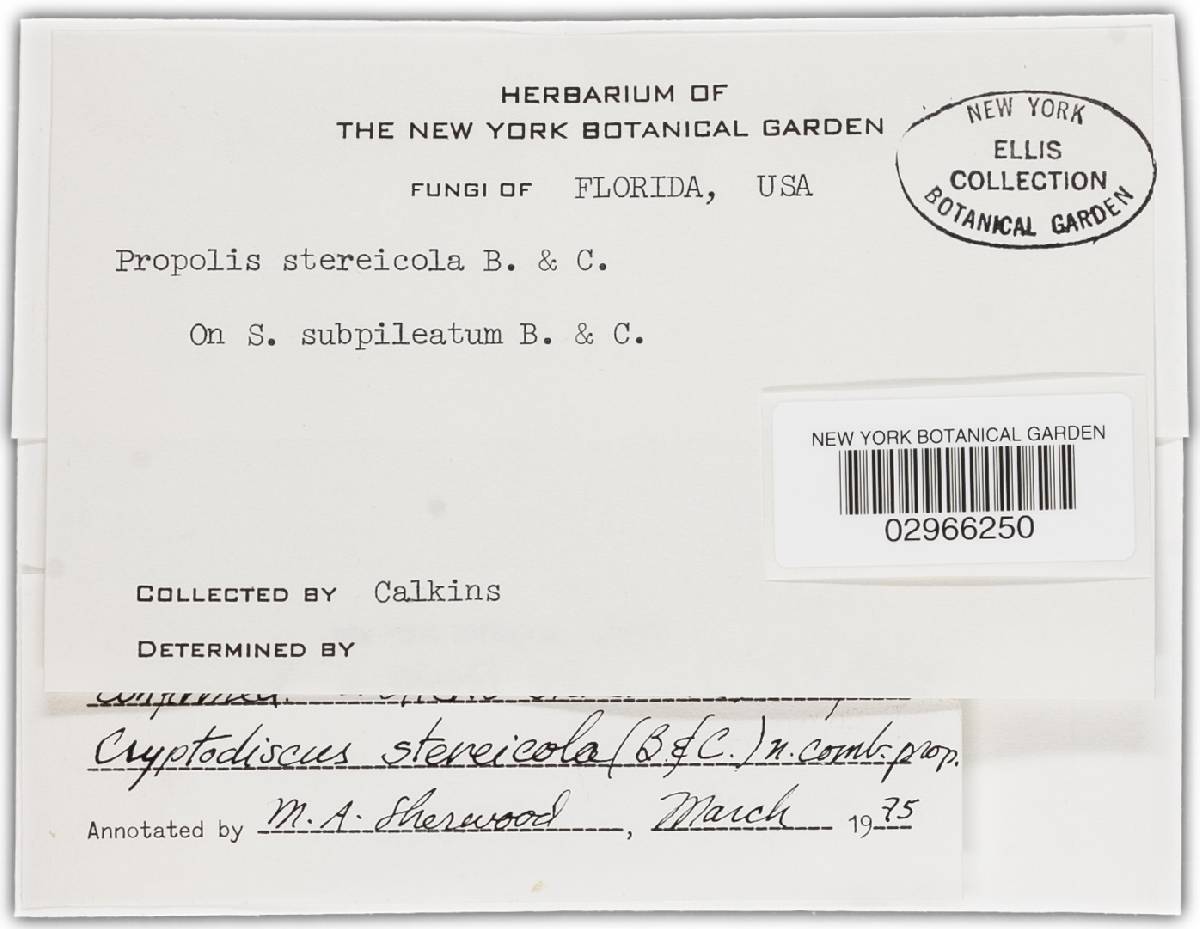 HERBARIUM OF
THE NEW YORK BOTANICAL GARDEN
FUNGI OF FLORIDA, USA
NEW YORK
ELLIS
COLLECTION
BOTANICAL GARDEN
Propolis stereicola B. & C.
On S. subpileatum B. & C.
NEW YORK BOTANICAL GARDEN
02966250
COLLECTED BY Calkins
DETERMINED BY
Cryptodiscus stereicola (B & C.) n. comb. prop.
Annotated by M. A. Sherwood, March 1975